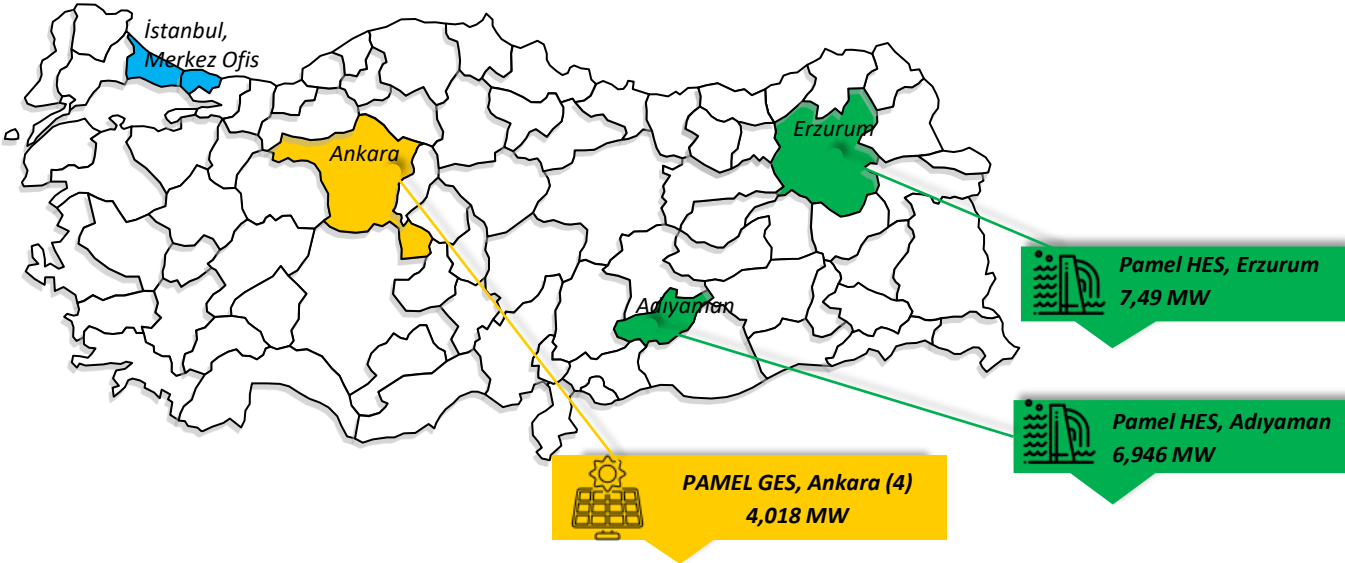 İstanbul,
Merkez Ofis
Ankara
Erzurum
Adıyaman
Pamel HES, Erzurum
7,49 MW
Pamel HES, Adıyaman
6,946 MW
PAMEL GES, Ankara (4)
4,018 MW